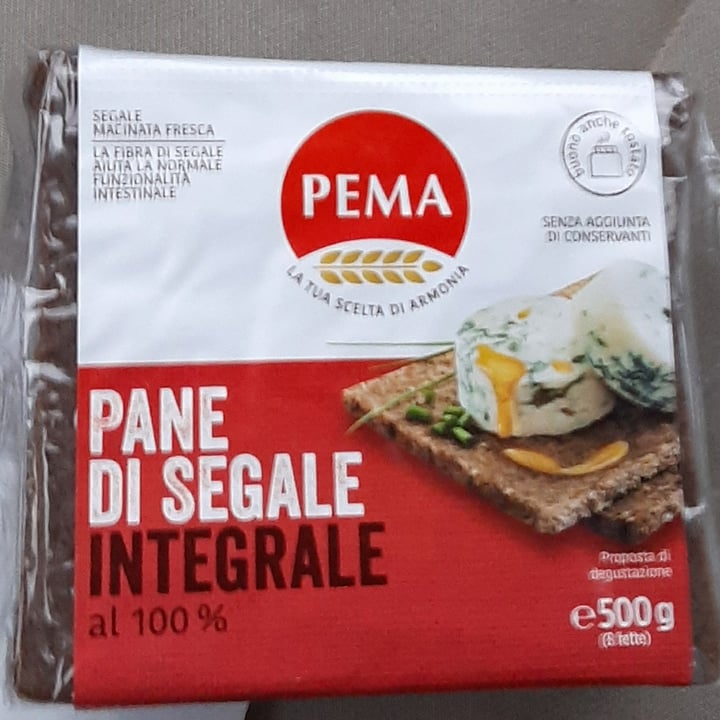 SEGALE
MACINATA FRESCA
LA FIBRA DI SEGALE
AIUTA LA NORMALE
FUNZIONALITÀ
INTESTINALE
PEMA
LA TUA SCELTA DI ARMONIA
buono anche tostato
SENZA AGGIUNTA
DI CONSERVANTI
PANE
DI SEGALE
INTEGRALE
al 100%
Proposta di
degustazione
e500g
(8 fette)